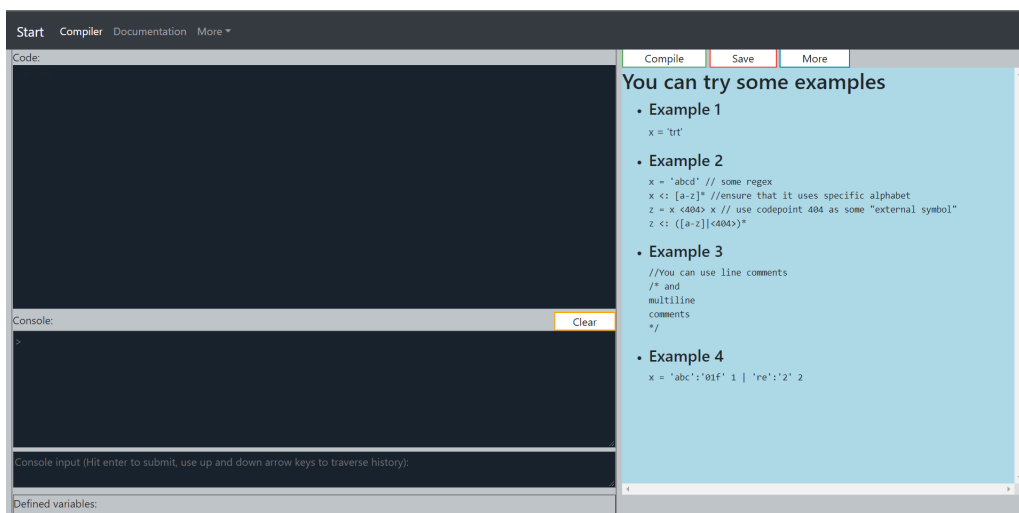 Start Compiler Documentation More
Code:
Console:
Clear
>
Console input (Hit enter to submit, use up and down arrow keys to traverse history):
Defined variables:
Compile Save More
You can try some examples
• Example 1
x = 'trt'
• Example 2
x = 'abcd' // some regex
x <: [a-z]* //ensure that it uses specific alphabet
z = x <404> x // use codepoint 404 as some "external symbol"
z <: ([a-z]|<404>)*
• Example 3
//You can use line comments
/* and
multiline
comments
*/
• Example 4
x = 'abc':'01f' 1 | 're':'2' 2